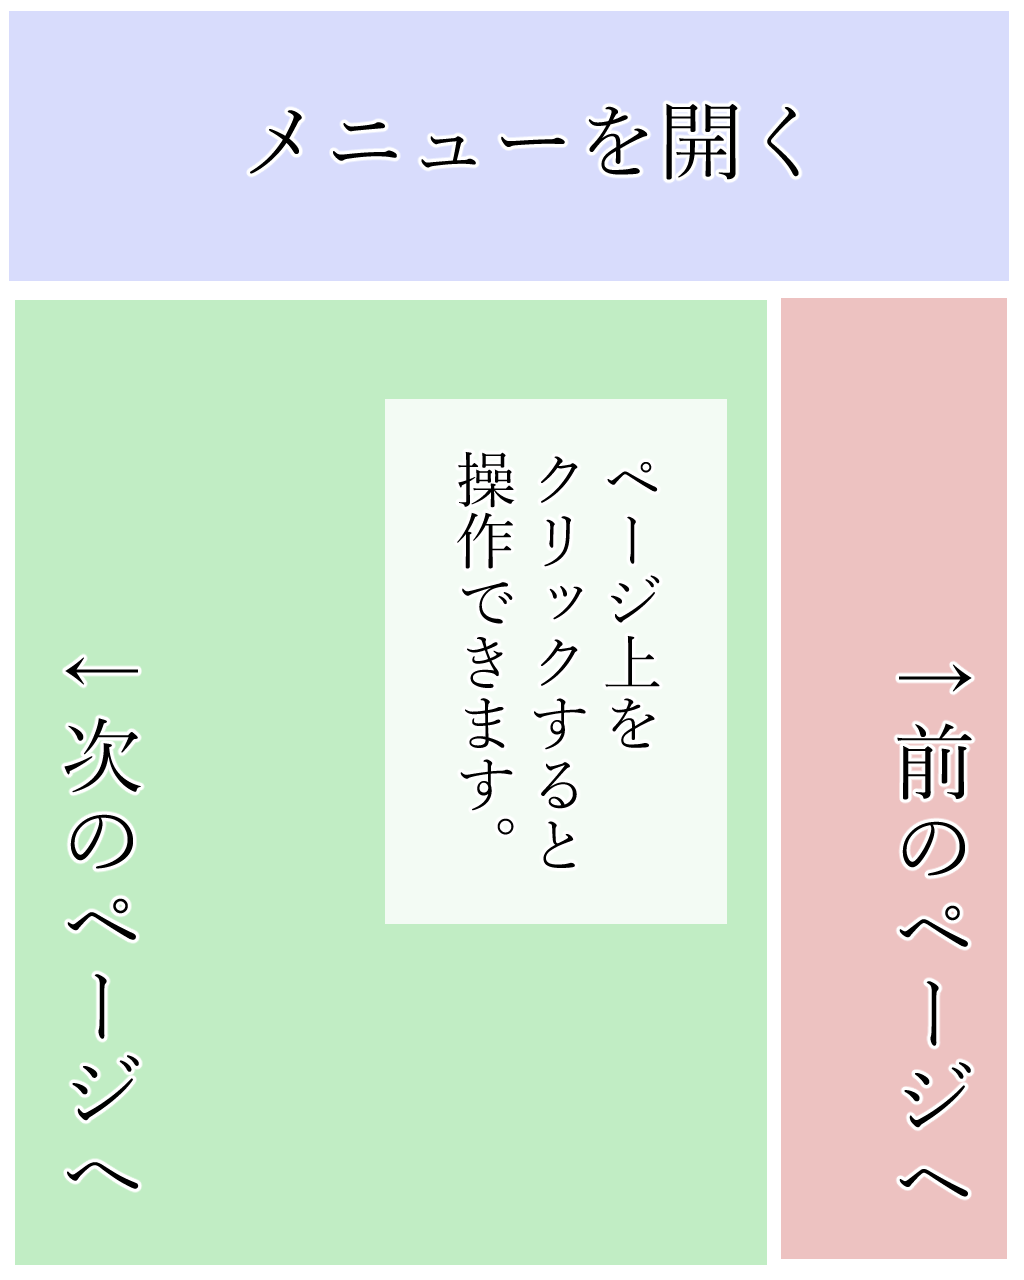 メニューを開く
→前のページへ
ページ上を
クリックすると
操作できます。
←次のページへ